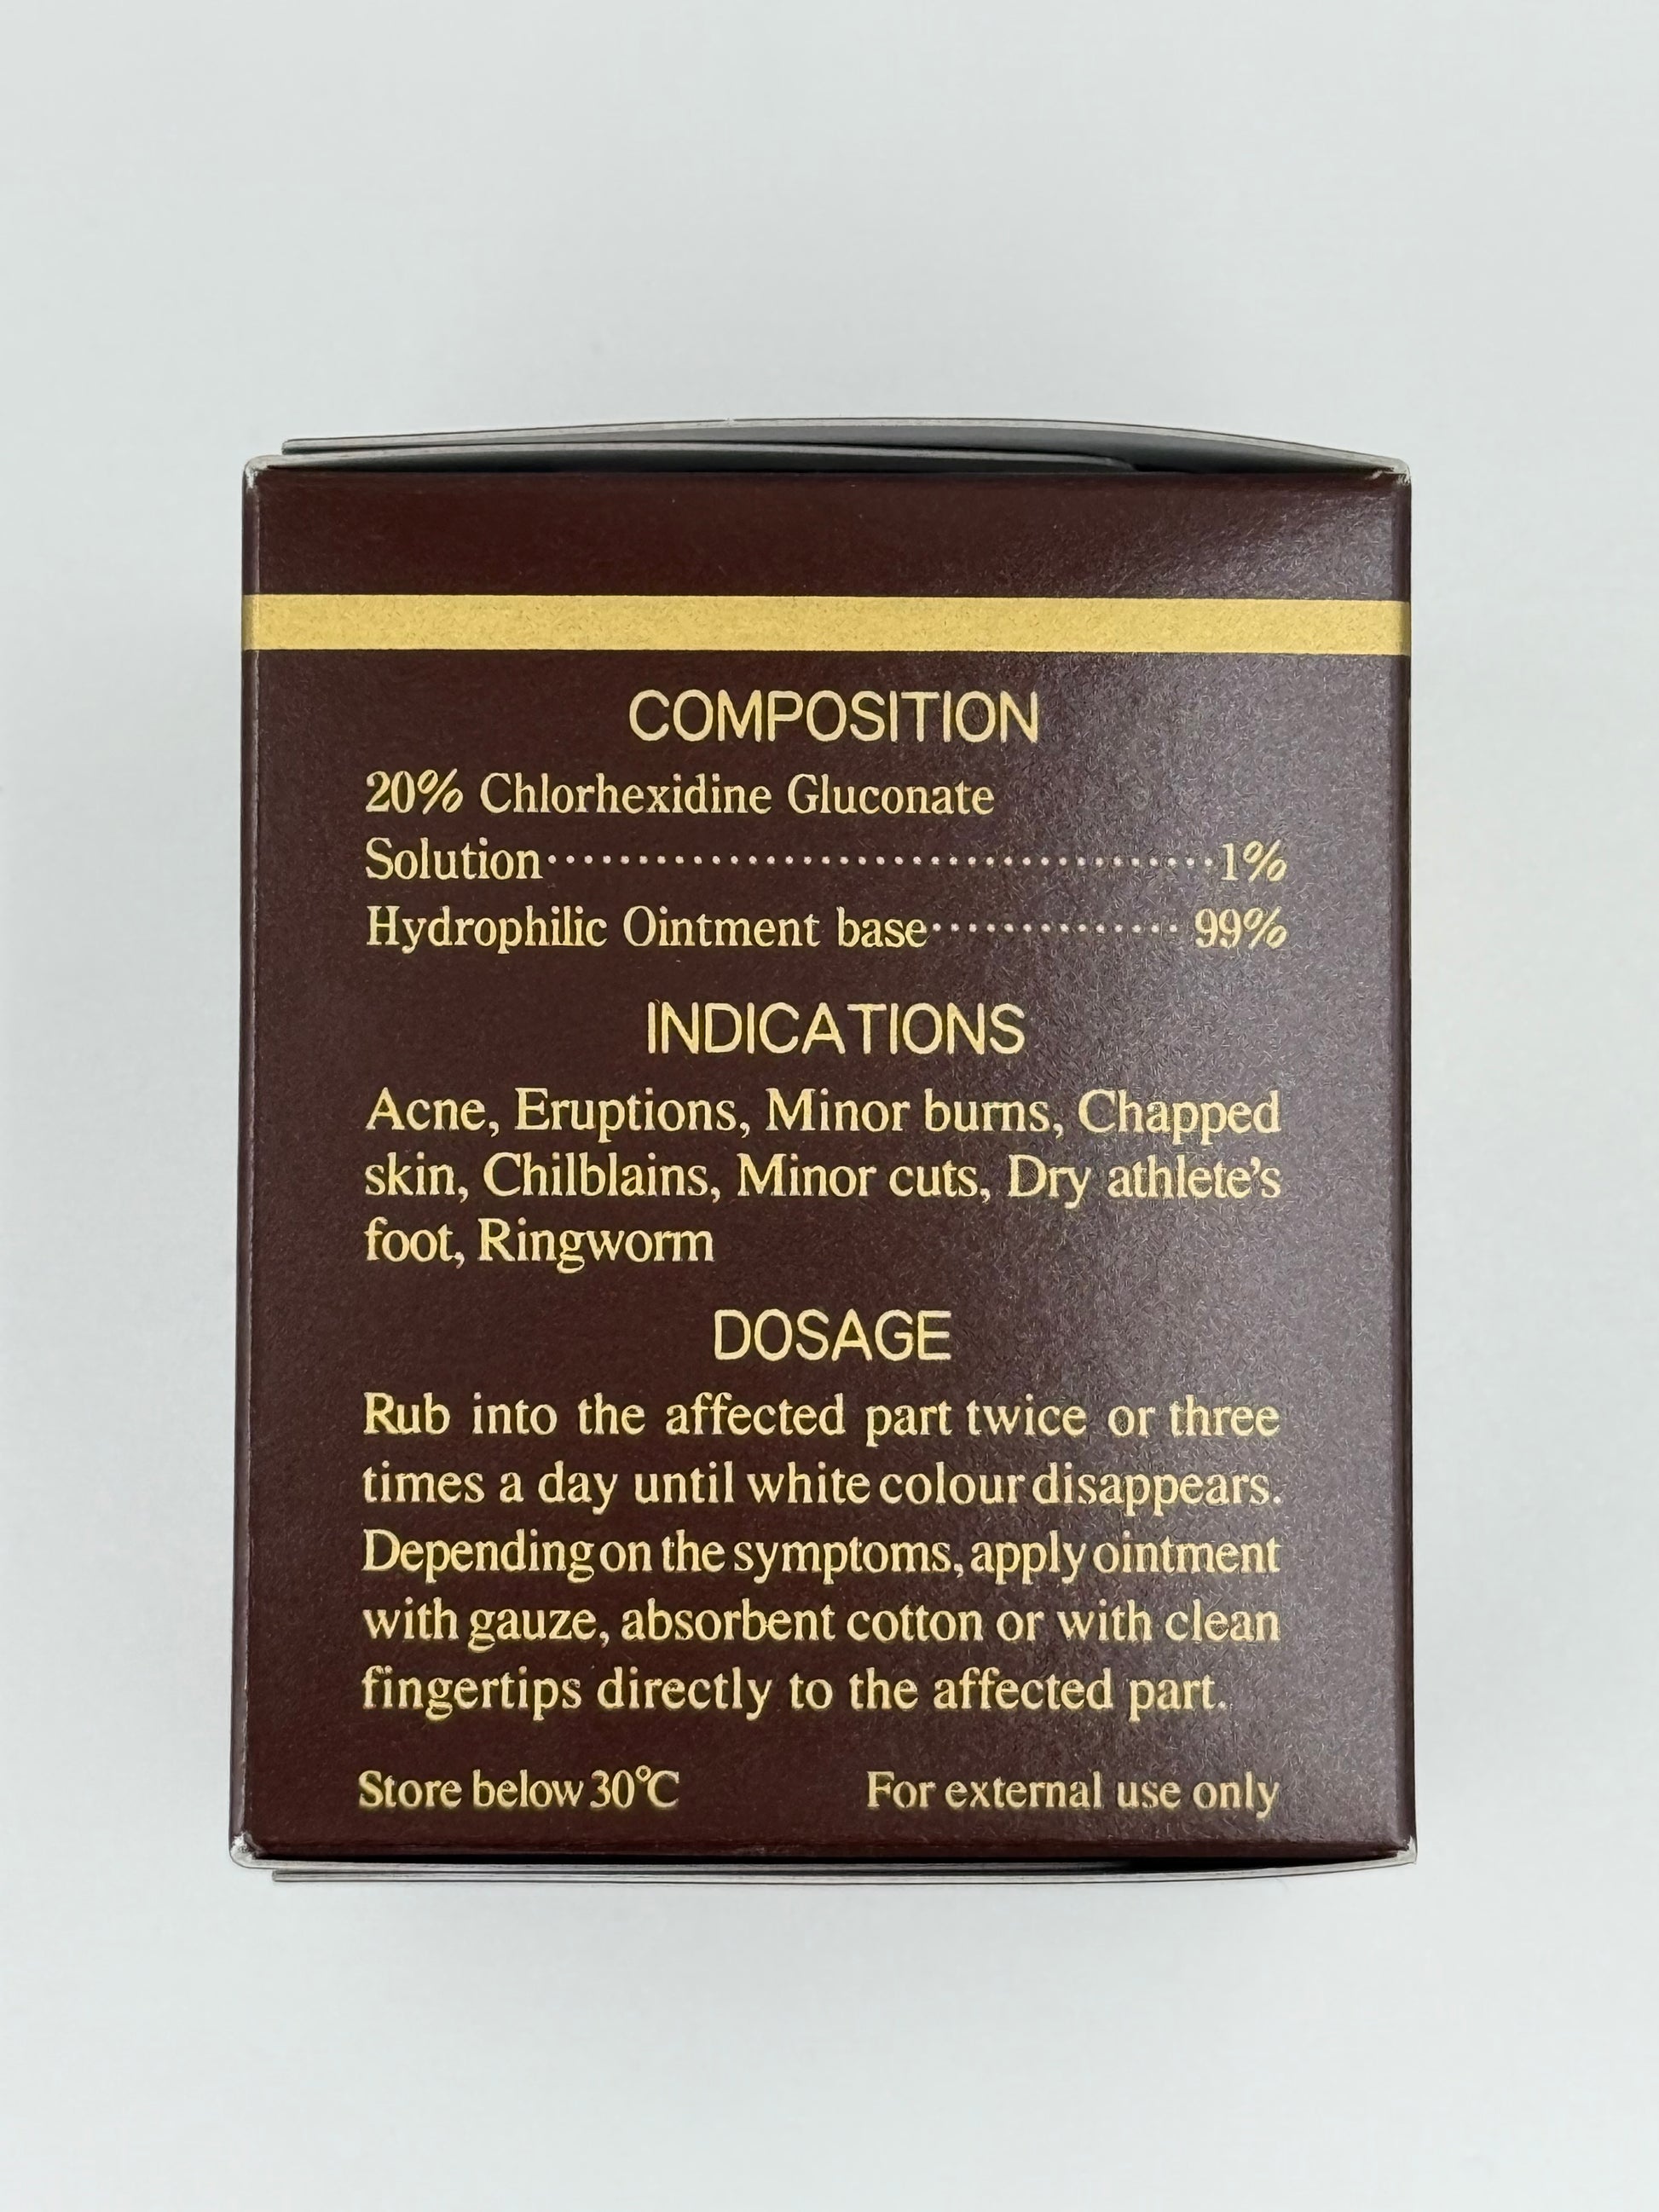 COMPOSITION
20% Chlorhexidine Gluconate
Solution·············································1%
Hydrophilic Ointment base················· 99%
INDICATIONS
Acne, Eruptions, Minor burns, Chapped
skin, Chilblains, Minor cuts, Dry athlete's
foot, Ringworm
DOSAGE
Rub into the affected part twice or three
times a day until white colour disappears.
Depending on the symptoms, apply ointment
with gauze, absorbent cotton or with clean
fingertips directly to the affected part.
Store below 30℃ For external use only